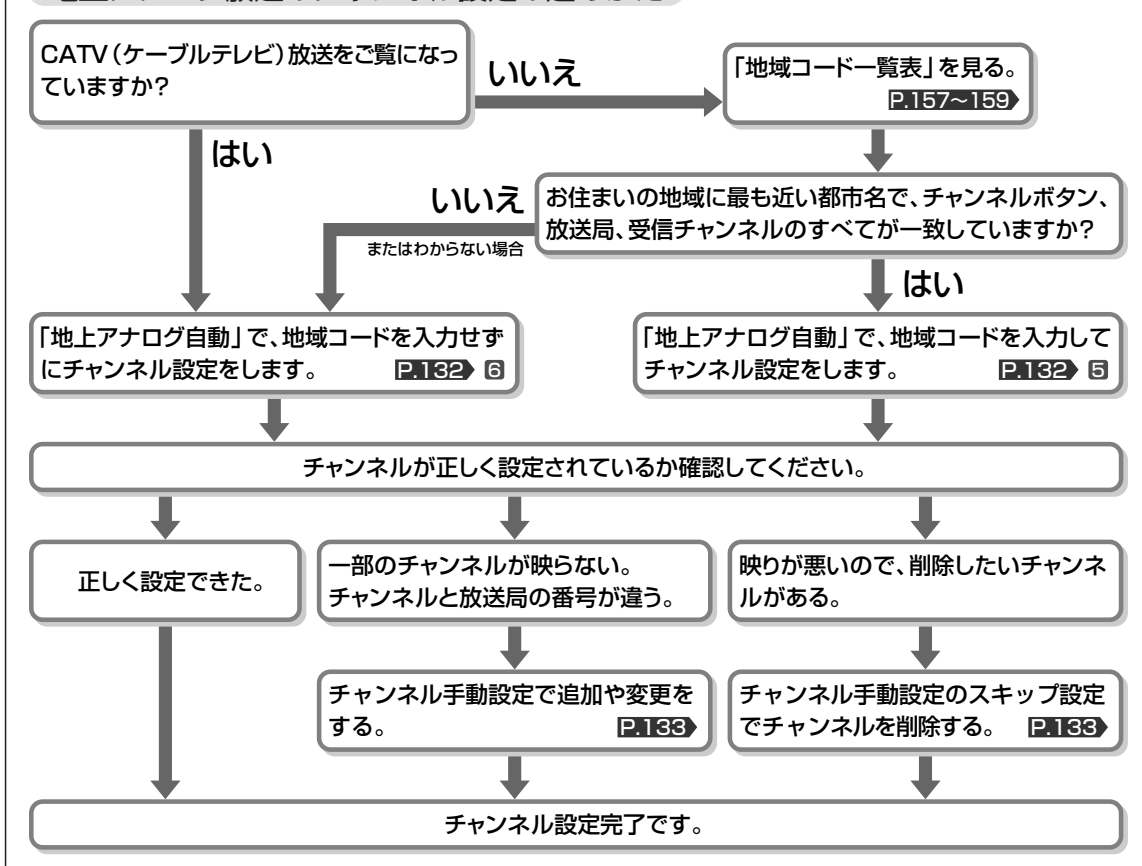 CATV（ケーブルテレビ）放送をご覧になっ
ていますか？
いいえ
「地域コード一覧表」を見る。
P.157～159
はい
いいえ
またはわからない場合
お住まいの地域に最も近い都市名で、チャンネルボタン、
放送局、受信チャンネルのすべてが一致していますか？
はい
「地上アナログ自動」で、地域コードを入力せず
にチャンネル設定をします。 P.132 6
「地上アナログ自動」で、地域コードを入力して
チャンネル設定をします。 P.132 5
チャンネルが正しく設定されているか確認してください。
正しく設定できた。
一部のチャンネルが映らない。
チャンネルと放送局の番号が違う。
映りが悪いので、削除したいチャンネ
ルがある。
チャンネル手動設定で追加や変更を
する。 P.133
チャンネル手動設定のスキップ設定
でチャンネルを削除する。 P.133
チャンネル設定完了です。